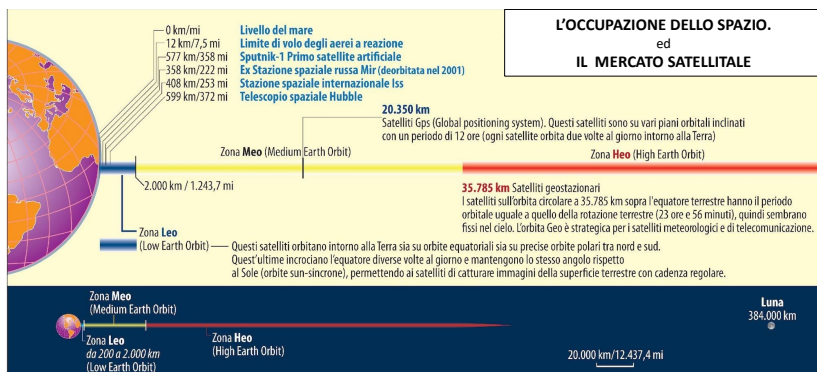 L'OCCUPAZIONE DELLO SPAZIO.
ed
IL MERCATO SATELLITALE
0 km/mi Livello del mare
12 km/7,5 mi Limite di volo degli aerei a reazione
577 km/358 mi Sputnik-1 Primo satellite artificiale
358 km/222 mi Ex Stazione spaziale russa Mir (deorbitata nel 2001)
408 km/253 mi Stazione spaziale internazionale Iss
599 km/372 mi Telescopio spaziale Hubble
20.350 km
Satelliti Gps (Global positioning system). Questi satelliti sono su vari piani orbitali inclinati
con un periodo di 12 ore (ogni satellite orbita due volte al giorno intorno alla Terra)
Zona Meo (Medium Earth Orbit)
Zona Heo (High Earth Orbit)
2.000 km / 1.243,7 mi
35.785 km Satelliti geostazionari
I satelliti sull'orbita circolare a 35.785 km sopra l'equatore terrestre hanno il periodo
orbitale uguale a quello della rotazione terrestre (23 ore e 56 minuti), quindi sembrano
fissi nel cielo. L'orbita Geo è strategica per i satelliti meteorologici e di telecomunicazione.
Zona Leo
(Low Earth Orbit)
Questi satelliti orbitano intorno alla Terra sia su orbite equatoriali sia su precise orbite polari tra nord e sud.
Quest'ultime incrociano l'equatore diverse volte al giorno e mantengono lo stesso angolo rispetto
al Sole (orbite sun-sincrone), permettendo ai satelliti di catturare immagini della superficie terrestre con cadenza regolare.
Zona Meo
(Medium Earth Orbit)
Zona Leo
da 200 a 2.000 km
(Low Earth Orbit)
Zona Heo
(High Earth Orbit)
Luna
384.000 km
20.000 km/12.437,4 mi